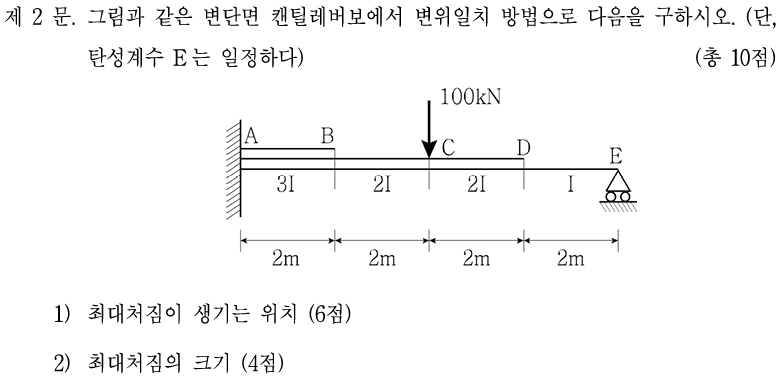 제 2 문. 그림과 같은 변단면 캔틸레버보에서 변위일치 방법으로 다음을 구하시오. (단,
탄성계수 E는 일정하다) (총 10점)
100kN
A B C D E
3I 2I 2I I
2m 2m 2m 2m
1) 최대처짐이 생기는 위치 (6점)
2) 최대처짐의 크기 (4점)